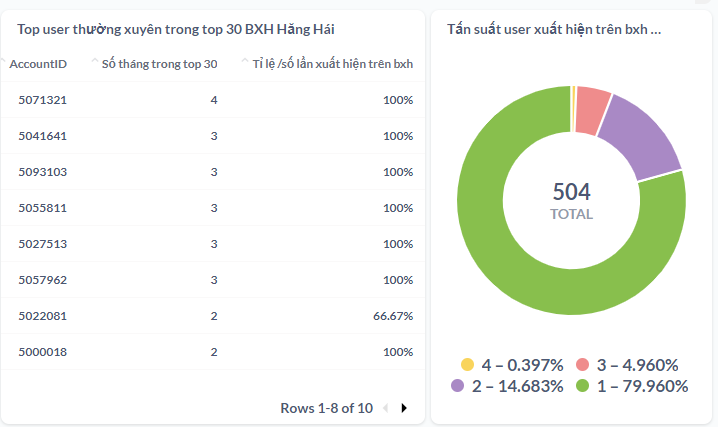 Top user thường xuyên trong top 30 BXH Hăng Hái
AccountID Số tháng trong top 30 Tỉ lệ /số lần xuất hiện trên bxh
5071321 4 100%
5041641 3 100%
5093103 3 100%
5055811 3 100%
5027513 3 100%
5057962 3 100%
5022081 2 66.67%
5000018 2 100%
Rows 1-8 of 10
Tấn suất user xuất hiện trên bxh ...
504
TOTAL
4 – 0.397% 3 – 4.960%
2 – 14.683% 1 – 79.960%